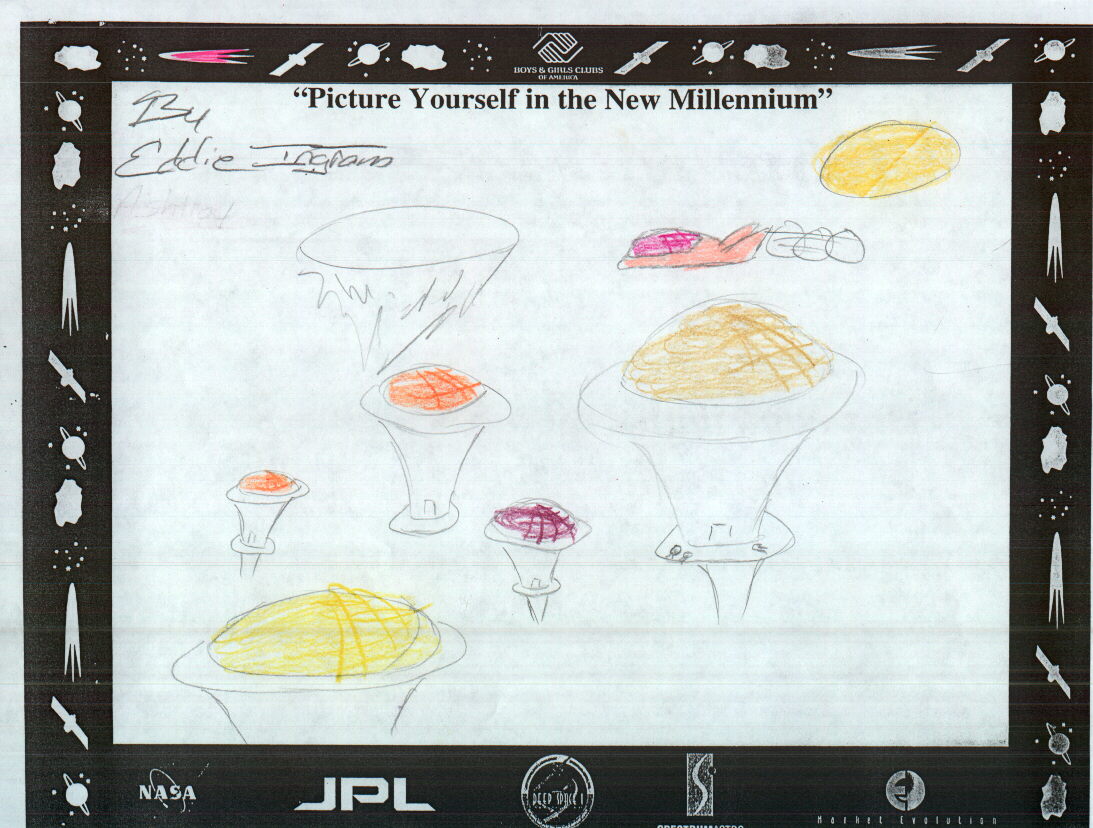 BOYS & GIRLS CLUBS
OF AMERICA
“Picture Yourself in the New Millennium”
By
Eddie Ingram
NASA
JPL
DEEP SPACE 1
SPECTRUMASTRO
Market Evolution